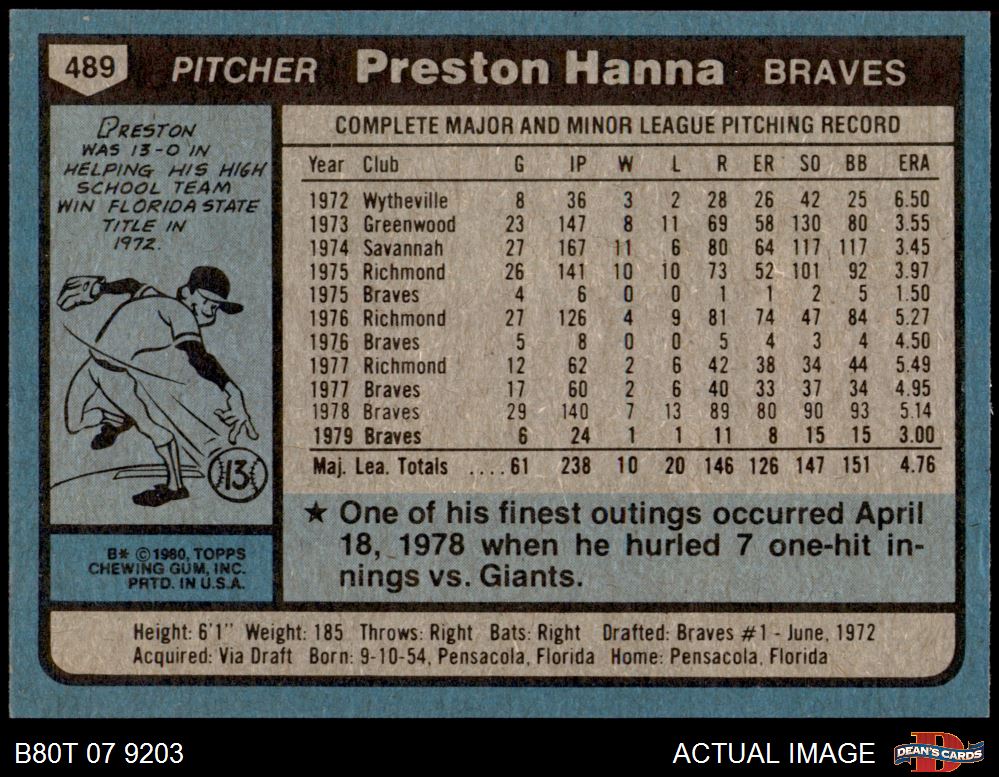 489 PITCHER Preston Hanna BRAVES
PRESTON
WAS 13-0 IN
HELPING HIS HIGH
SCHOOL TEAM
WIN FLORIDA STATE
TITLE IN
1972.
13
B* © 1980, TOPPS
CHEWING GUM, INC.
PRTD. IN U.S.A.
COMPLETE MAJOR AND MINOR LEAGUE PITCHING RECORD
Year Club G IP W L R ER SO BB ERA
1972 Wytheville 8 36 3 2 28 26 42 25 6.50
1973 Greenwood 23 147 8 11 69 58 130 80 3.55
1974 Savannah 27 167 11 6 80 64 117 117 3.45
1975 Richmond 26 141 10 10 73 52 101 92 3.97
1975 Braves 4 6 0 0 1 1 2 5 1.50
1976 Richmond 27 126 4 9 81 74 47 84 5.27
1976 Braves 5 8 0 0 5 4 3 4 4.50
1977 Richmond 12 62 2 6 42 38 34 44 5.49
1977 Braves 17 60 2 6 40 33 37 34 4.95
1978 Braves 29 140 7 13 89 80 90 93 5.14
1979 Braves 6 24 1 1 11 8 15 15 3.00
Maj. Lea. Totals ....61 238 10 20 146 126 147 151 4.76
★ One of his finest outings occurred April
18, 1978 when he hurled 7 one-hit in-
nings vs. Giants.
Height: 6'1" Weight: 185 Throws: Right Bats: Right Drafted: Braves #1 - June, 1972
Acquired: Via Draft Born: 9-10-54, Pensacola, Florida Home: Pensacola, Florida
B80T 07 9203 ACTUAL IMAGE DEAN'S CARDS